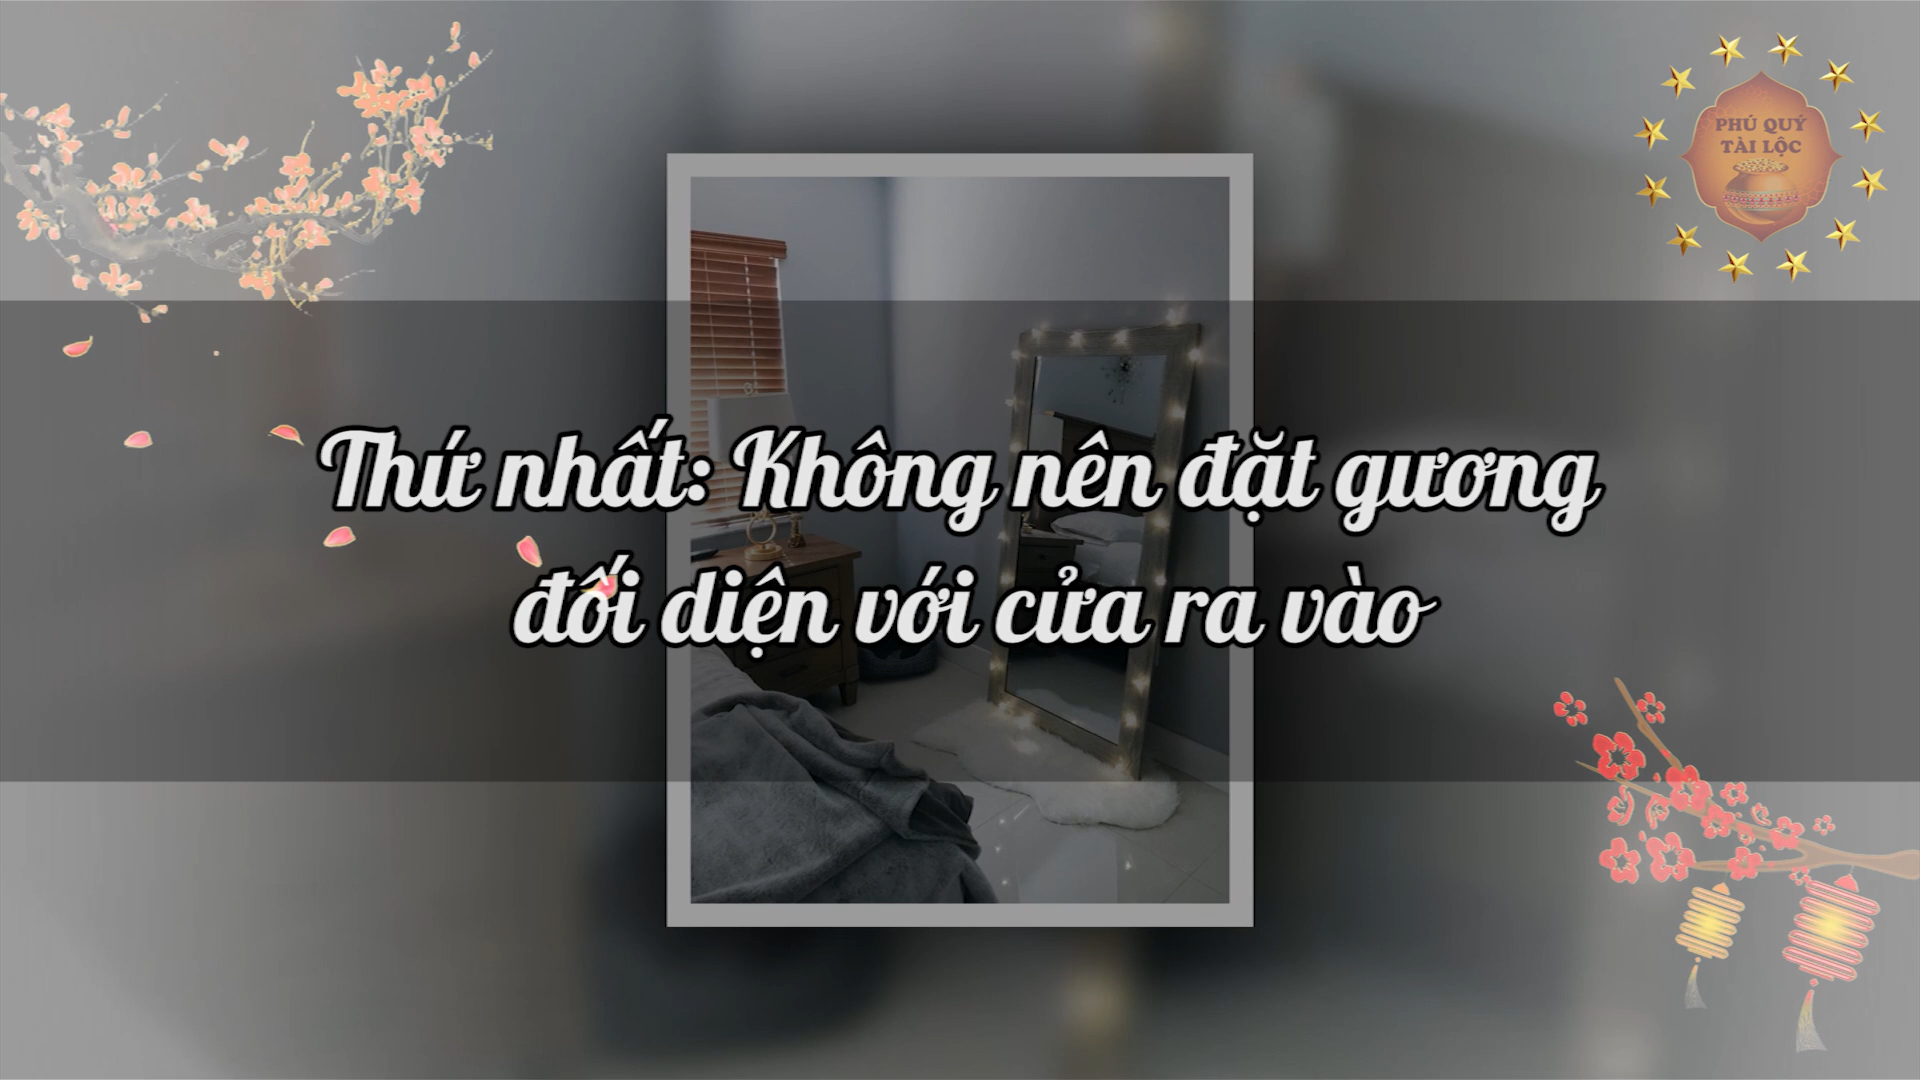 PHÚ QUÝ
TÀI LỘC
Thứ nhất: Không nên đặt gương
đối diện với cửa ra vào